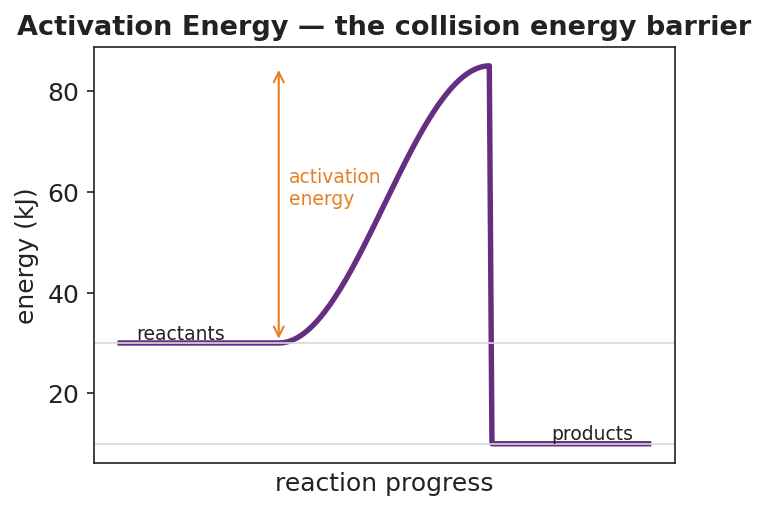 Activation Energy — the collision energy barrier
energy (kJ)
80
60
40
20
activation
energy
reactants
products
reaction progress